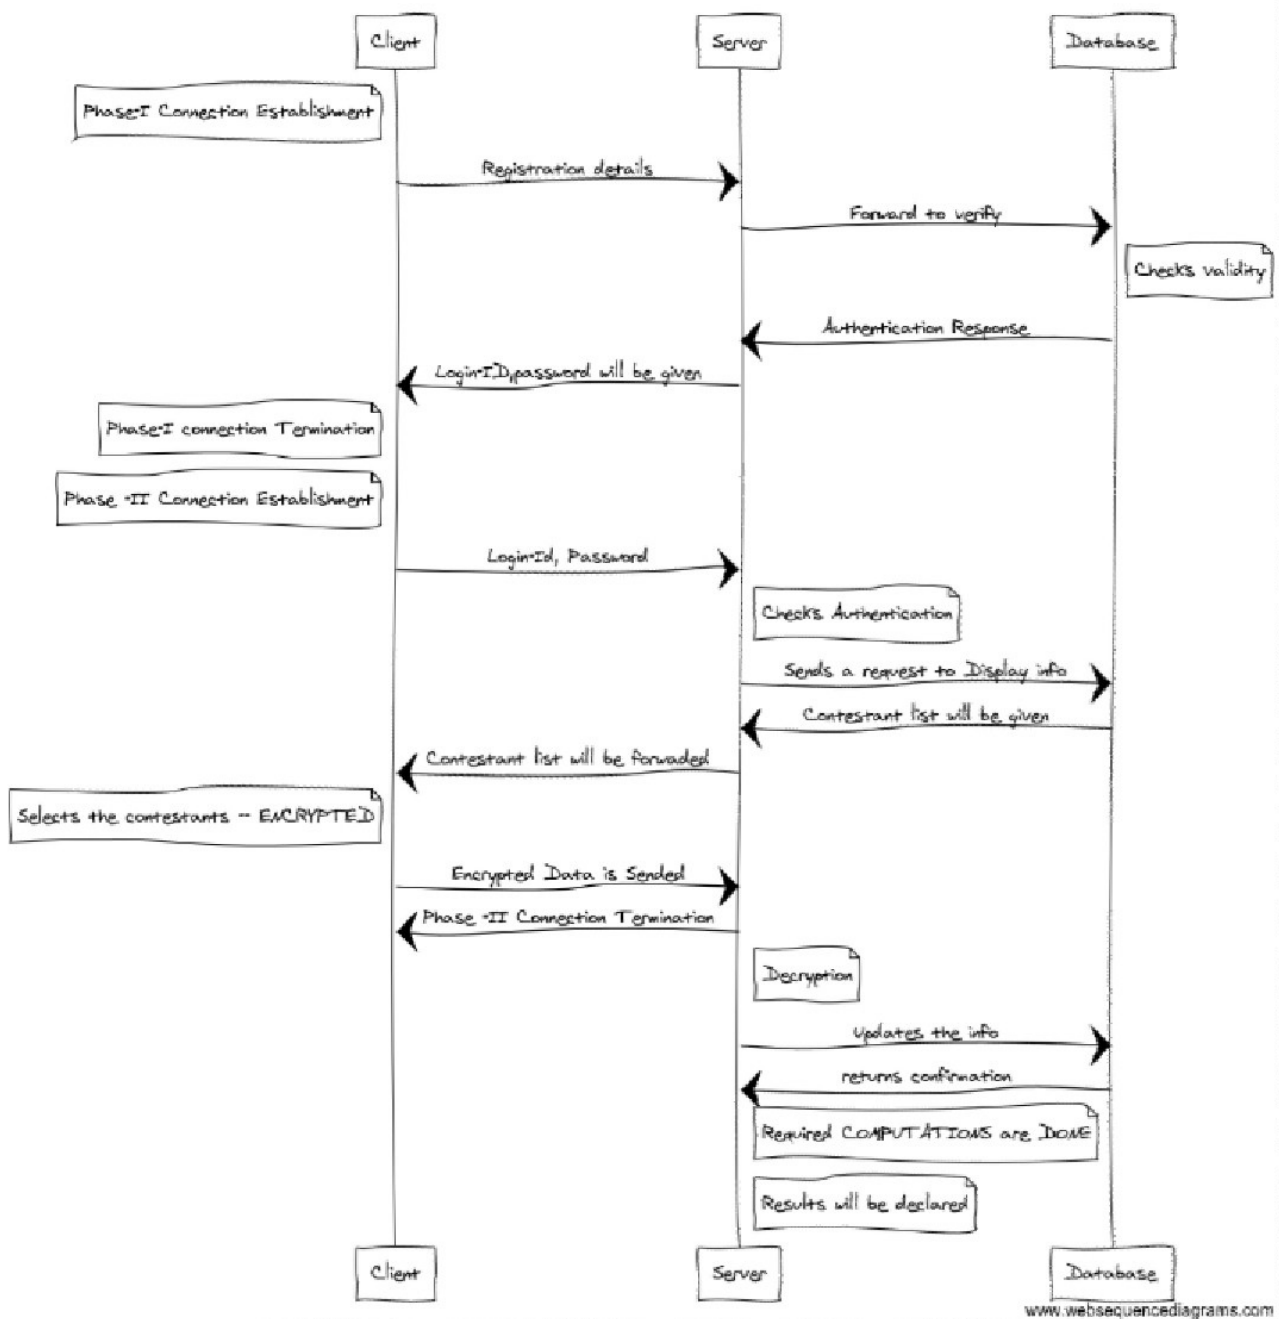 Client
Server
Database
Phase-I Connection Establishment
Registration details
Forward to verify
Checks validity
Authentication Response
Login-I,D,password will be given
Phase-I connection Termination
Phase -II Connection Establishment
Login-Id, Password
Checks Authentication
Sends a request to Display info
Contestant list will be given
Contestant list will be forwaded
Selects the contestants -- ENCRYPTED
Encrypted Data is Sended
Phase -II Connection Termination
Decryption
Updates the info
returns confirmation
Required COMPUTATIONS are DONE
Results will be declared
Client
Server
Database
www.websequencediagrams.com